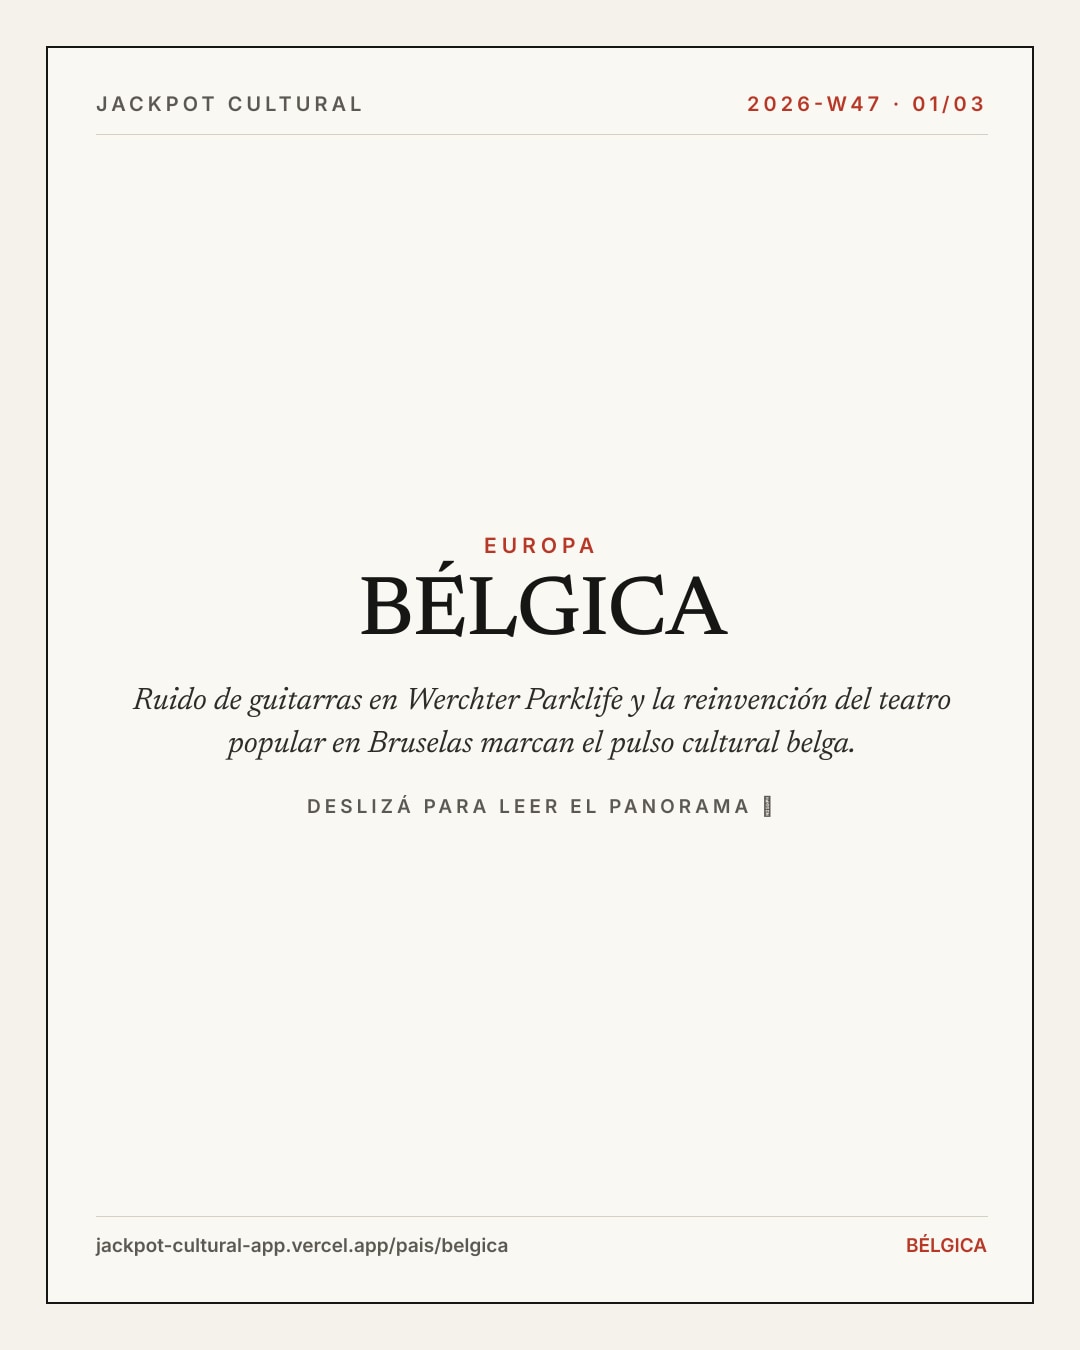 JACKPOT CULTURAL
2026-W47 · 01/03
EUROPA
BÉLGICA
Ruido de guitarras en Werchter Parklife y la reinvención del teatro
popular en Bruselas marcan el pulso cultural belga.
DESLIZÁ PARA LEER EL PANORAMA
jackpot-cultural-app.vercel.app/pais/belgica
BÉLGICA